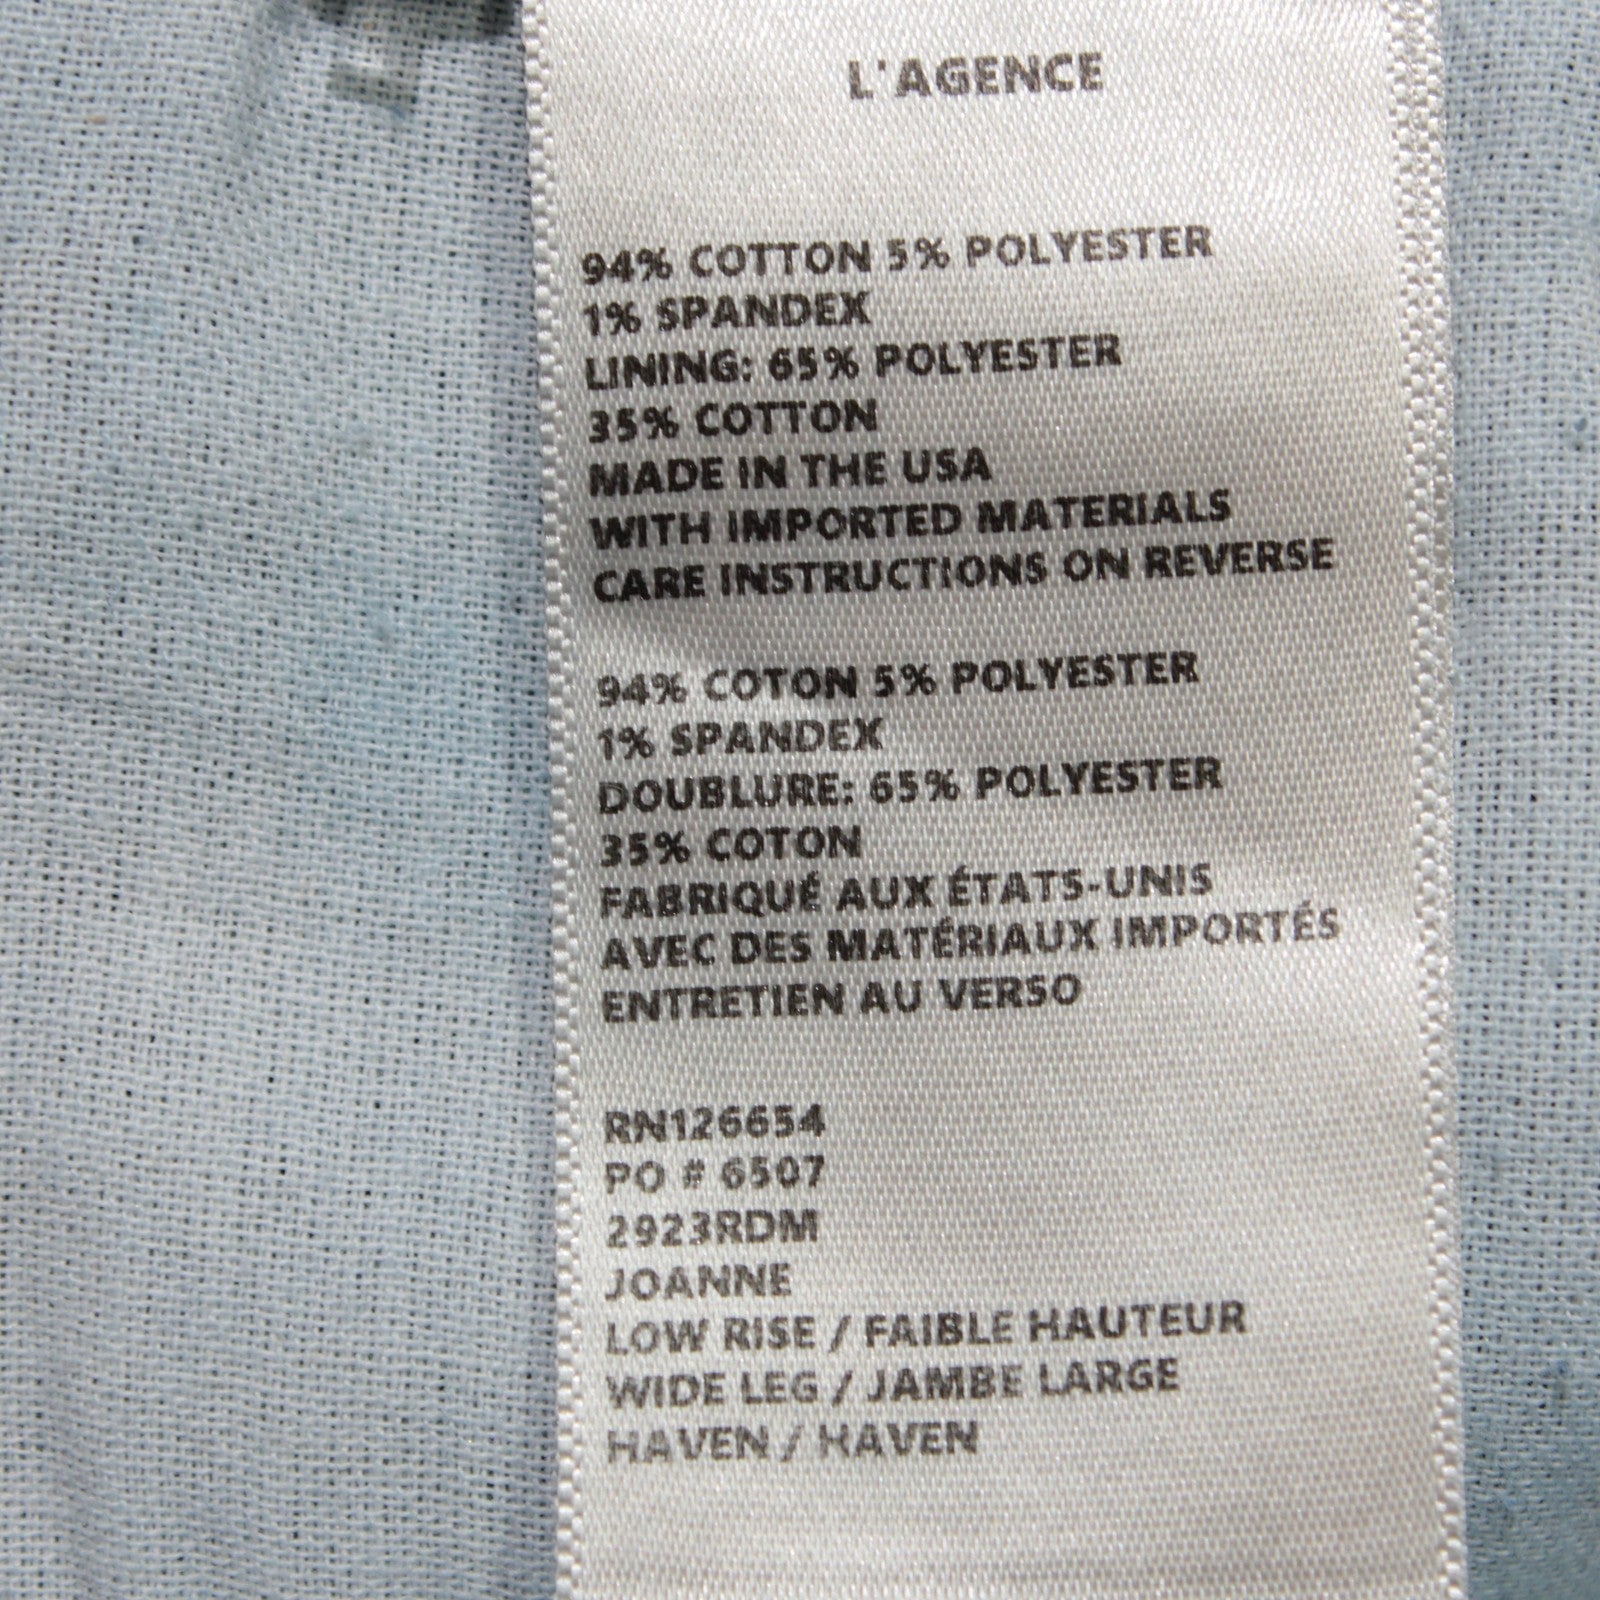 L'AGENCE
94% COTTON 5% POLYESTER
1% SPANDEX
LINING: 65% POLYESTER
35% COTTON
MADE IN THE USA
WITH IMPORTED MATERIALS
CARE INSTRUCTIONS ON REVERSE
94% COTON 5% POLYESTER
1% SPANDEX
DOUBLURE: 65% POLYESTER
35% COTON
FABRIQUÉ AUX ÉTATS-UNIS
AVEC DES MATÉRIAUX IMPORTÉS
ENTRETIEN AU VERSO
RN126654
PO # 6507
2923RDM
JOANNE
LOW RISE / FAIBLE HAUTEUR
WIDE LEG / JAMBE LARGE
HAVEN / HAVEN